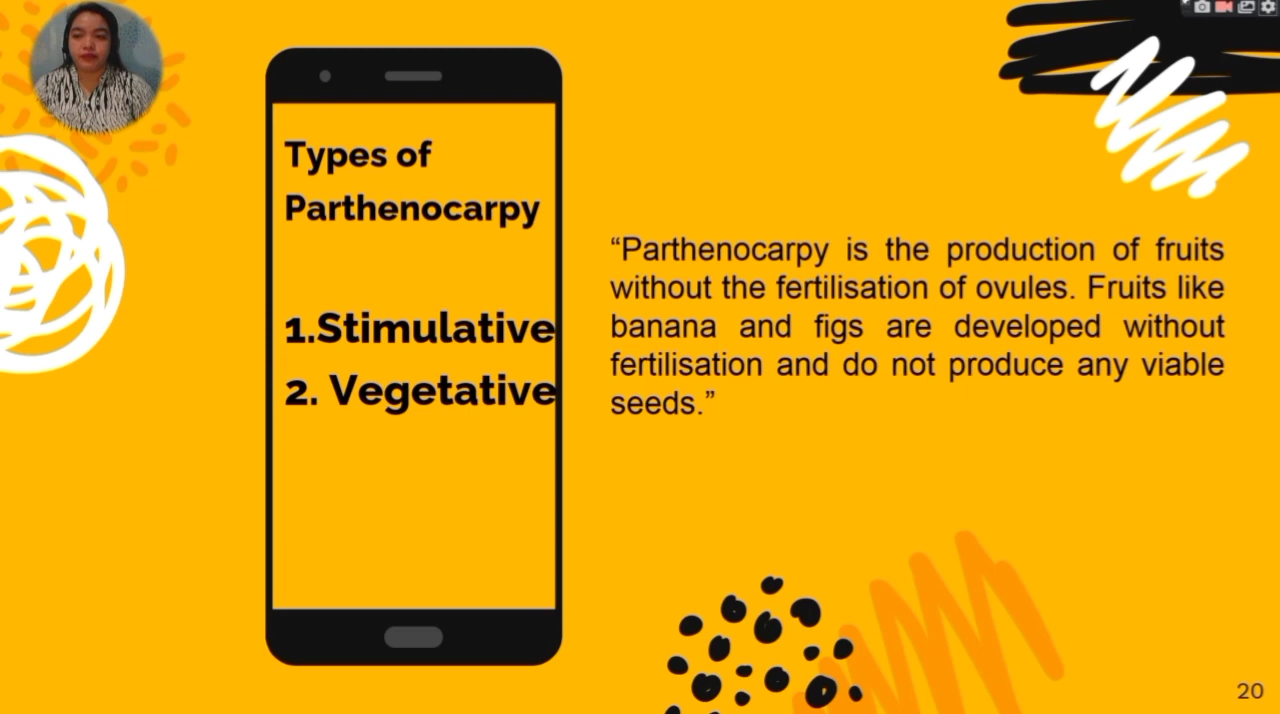 Types of
Parthenocarpy
1.Stimulative
2. Vegetative
“Parthenocarpy is the production of fruits
without the fertilisation of ovules. Fruits like
banana and figs are developed without
fertilisation and do not produce any viable
seeds.”
20